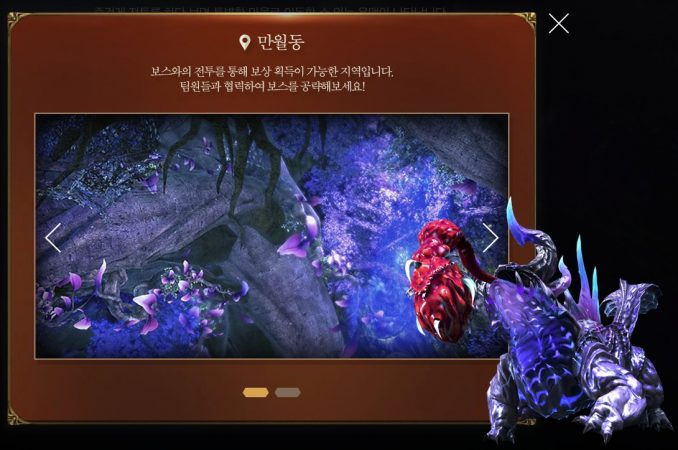 만월동
보스와의 전투를 통해 보상 획득이 가능한 지역입니다.
팀원들과 협력하여 보스를 공략해보세요!